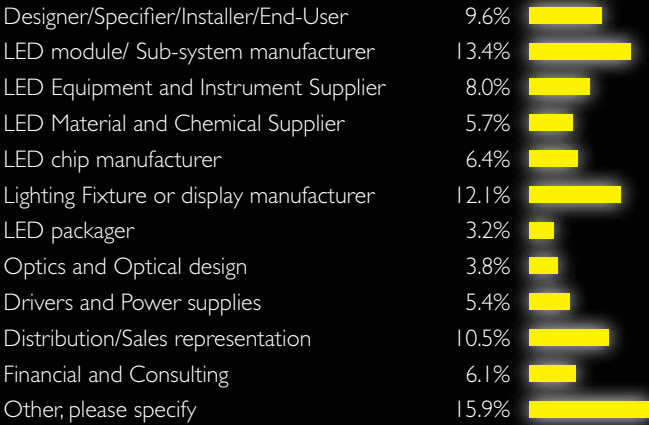 Designer/Specifier/Installer/End-User 9.6%
LED module/ Sub-system manufacturer 13.4%
LED Equipment and Instrument Supplier 8.0%
LED Material and Chemical Supplier 5.7%
LED chip manufacturer 6.4%
Lighting Fixture or display manufacturer 12.1%
LED packager 3.2%
Optics and Optical design 3.8%
Drivers and Power supplies 5.4%
Distribution/Sales representation 10.5%
Financial and Consulting 6.1%
Other, please specify 15.9%